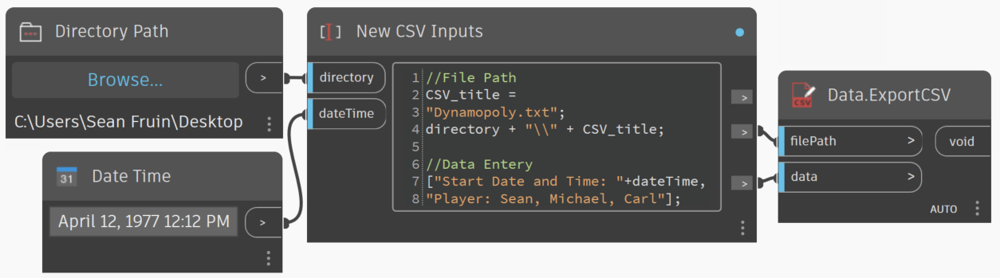 Directory Path
Browse...
>
C:\Users\Sean Fruin\Desktop
31
Date Time
April 12, 1977 12:12 PM
>
[I] New CSV Inputs
directory
dateTime
1 //File Path
2 CSV_title =
3 "Dynamopoly.txt";
4 directory + "\\" + CSV_title;
5
6 //Data Entery
7 ["Start Date and Time: "+dateTime,
8 "Player: Sean, Michael, Carl"];
>
>
>
CSV
Data.ExportCSV
filePath >
void
data >
AUTO